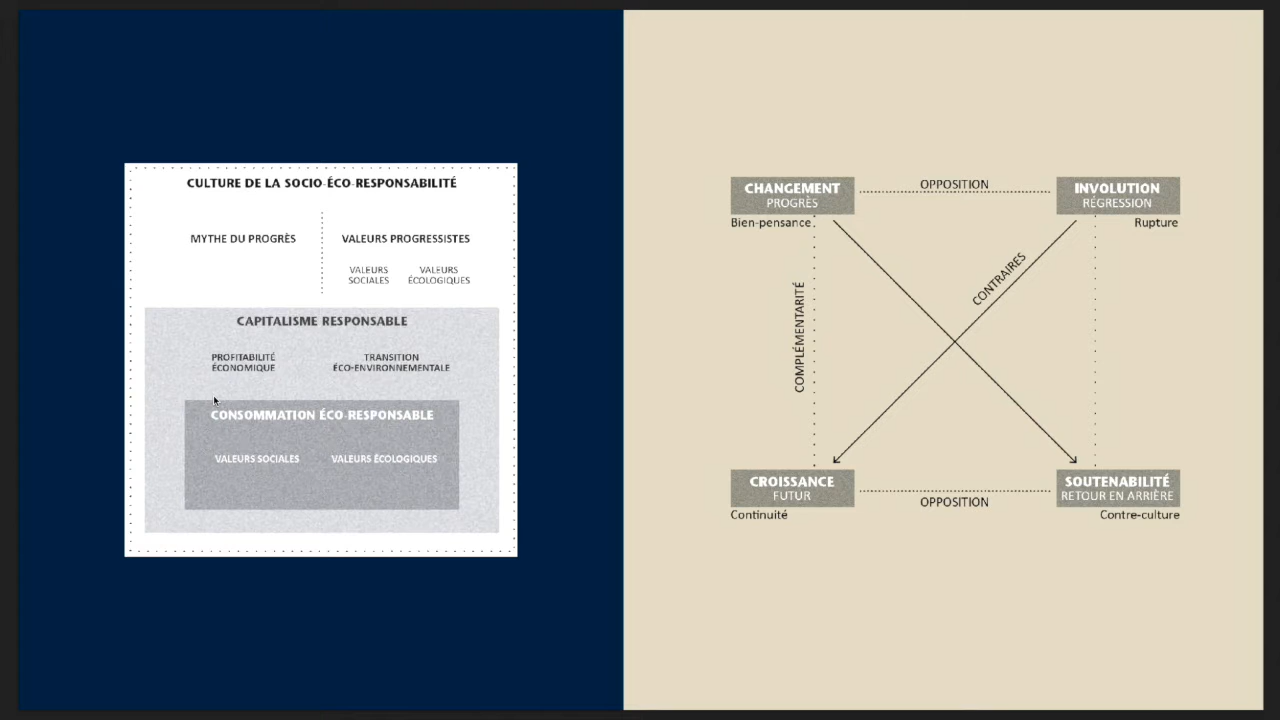 CULTURE DE LA SOCIO-ÉCO-RESPONSABILITÉ
MYTHE DU PROGRÈS
VALEURS PROGRESSISTES
VALEURS
SOCIALES
VALEURS
ÉCOLOGIQUES
CAPITALISME RESPONSABLE
PROFITABILITÉ
ÉCONOMIQUE
TRANSITION
ÉCO-ENVIRONNEMENTALE
CONSOMMATION ÉCO-RESPONSABLE
VALEURS SOCIALES
VALEURS ÉCOLOGIQUES
CHANGEMENT
PROGRÈS
Bien-pensance
OPPOSITION
INVOLUTION
RÉGRESSION
Rupture
COMPLÉMENTARITÉ
CONTRAIRES
CROISSANCE
FUTUR
Continuité
OPPOSITION
SOUTENABILITÉ
RETOUR EN ARRIÈRE
Contre-culture